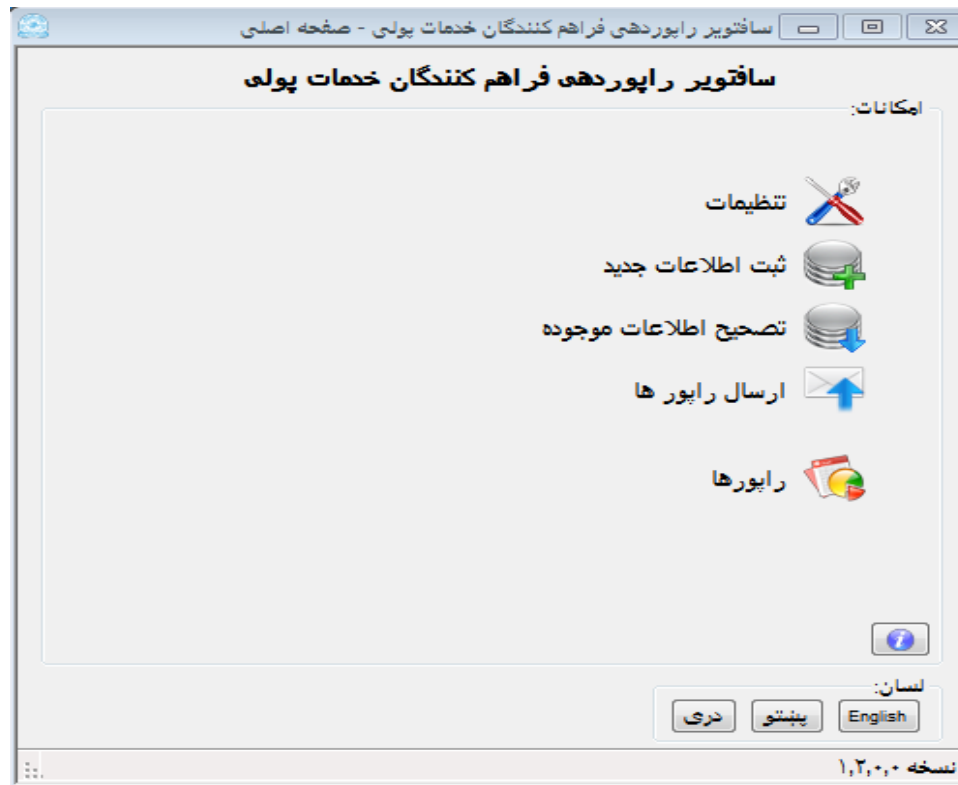 سافتویر راپوردهی فراهم کنندگان خدمات پولی - صفحه اصلی
سافتویر راپوردهی فراهم کنندگان خدمات پولی
امکانات:
تنظیمات
ثبت اطلاعات جدید
تصحیح اطلاعات موجوده
ارسال راپور ها
راپورها
لسان:
English پښتو دری
نسخه ۱,۲,۰,۰